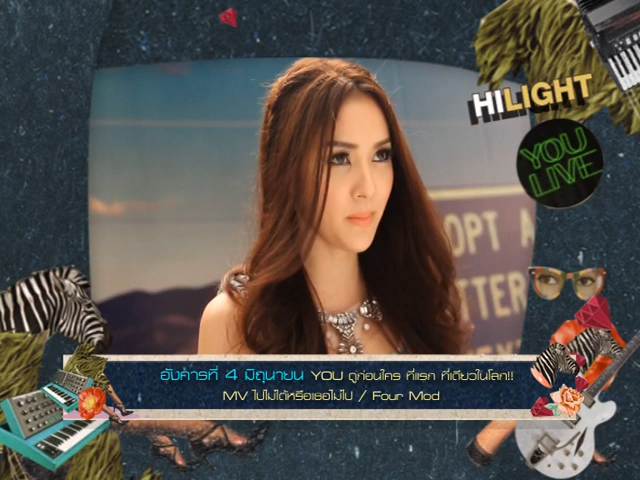 HILIGHT
YOU
LIVE
OPT A
TTER
อังคารที่ 4 มิถุนายน YOU ดูก่อนใคร ที่แรก ที่เดียวในโลก!!
MV ไปไม่ได้หรือเธอไม่ไป / Four Mod